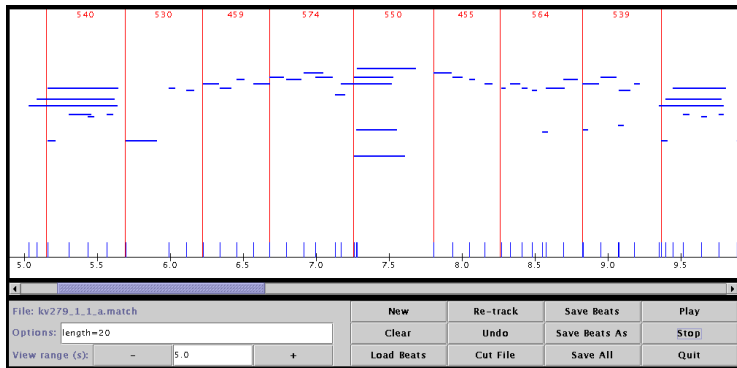 540 530 459 574 550 455 564 539
5.0 5.5 6.0 6.5 7.0 7.5 8.0 8.5 9.0 9.5
File: kv279_1_1_a.match New Re-track Save Beats Play
Options: length=20 Clear Undo Save Beats As Stop
View range (s): - 5.0 + Load Beats Cut File Save All Quit